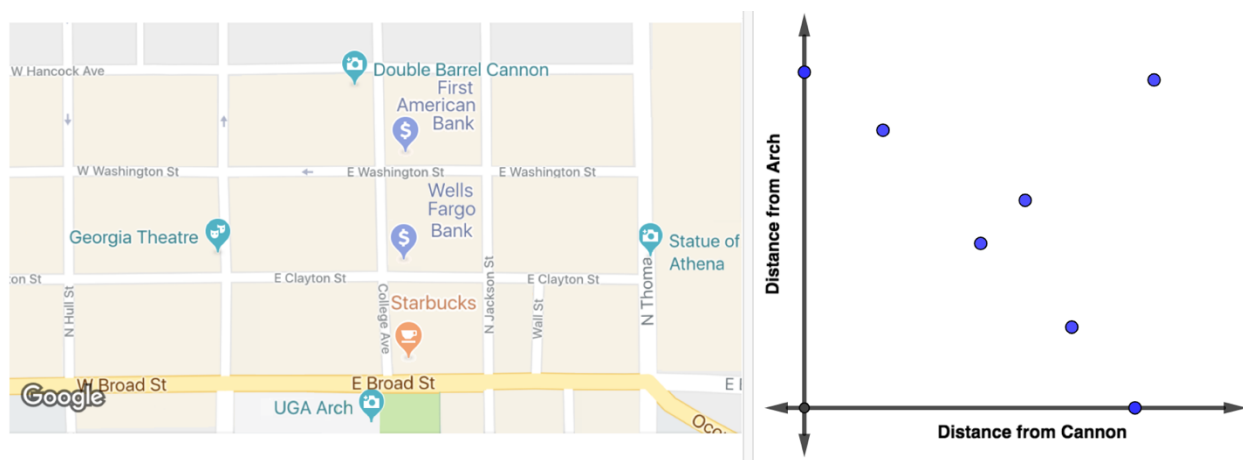 W Hancock Ave
Double Barrel Cannon
First
American
Bank
W Washington St
E Washington St
E Washington St
Wells
Fargo
Bank
Georgia Theatre
Statue of
Athena
ton St
E Clayton St
E Clayton St
N Hull St
College Ave
N Jackson St
Wall St
N Thoma
Starbucks
W Broad St
E Broad St
E B
Google
UGA Arch
Oco
Distance from Arch
Distance from Cannon